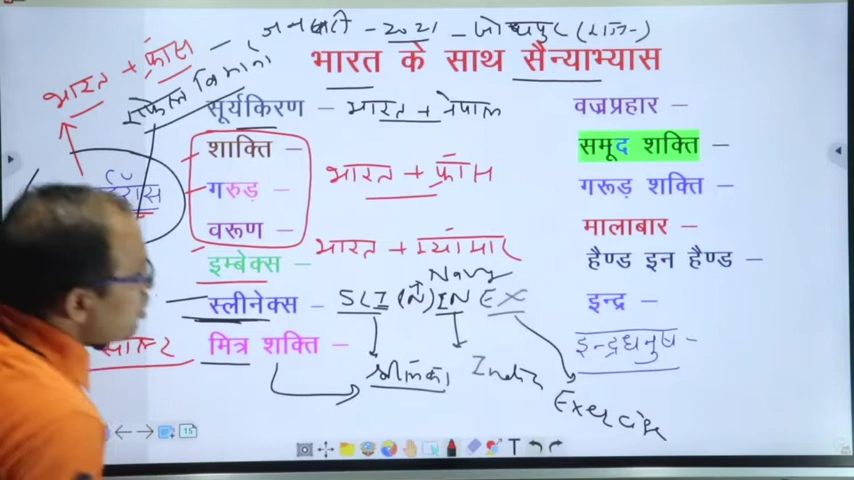 जनवरी - 2021 - जोधपुर (राज॰)
भारत + फ्रांस -
राफेल विमान
भारत के साथ सैन्याभ्यास
सूर्यकिरण - भारत + नेपाल
शाक्ति -
गरुड़ - भारत + फ्रांस
वरूण -
इम्बेक्स - भारत + म्यांमार
Navy
स्लीनेक्स - SLI (N) IN EX
मित्र शक्ति - श्रीलंका India Exercise
वज्रप्रहार -
समूद शक्ति -
गरूड़ शक्ति -
मालाबार -
हैण्ड इन हैण्ड -
इन्द्र -
इन्द्रधनुष -
15
T